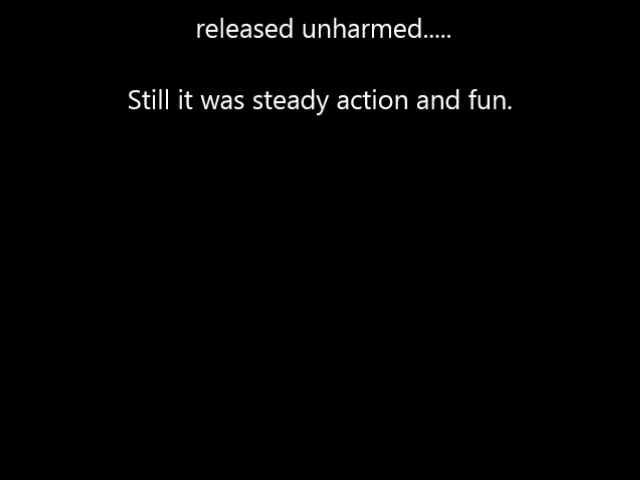 released unharmed.....
Still it was steady action and fun.